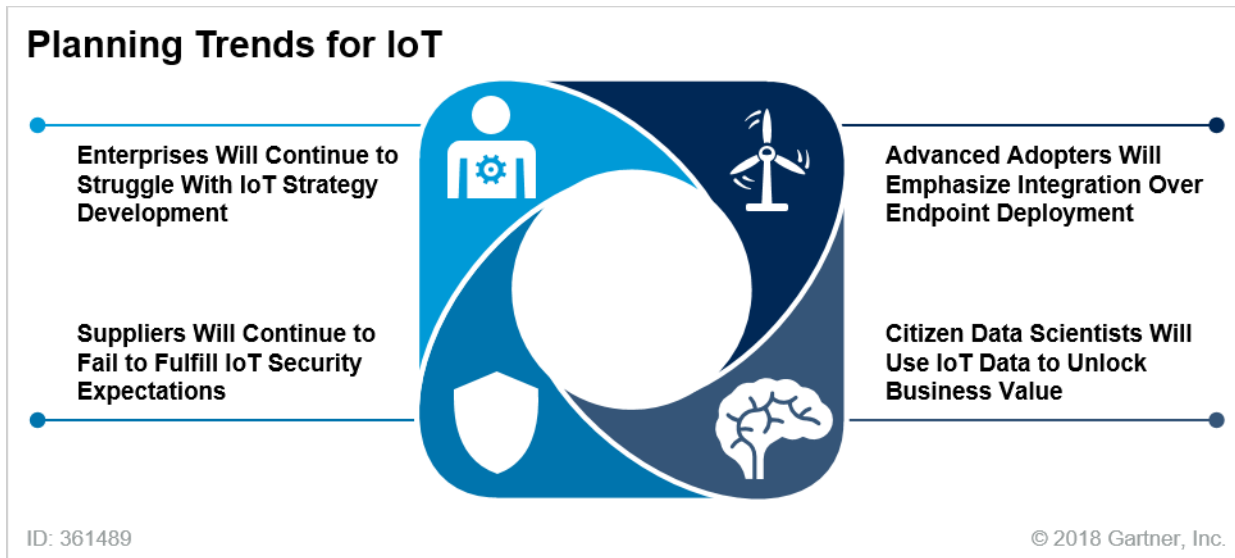 Planning Trends for IoT
Enterprises Will Continue to
Struggle With IoT Strategy
Development
Advanced Adopters Will
Emphasize Integration Over
Endpoint Deployment
Suppliers Will Continue to
Fail to Fulfill IoT Security
Expectations
Citizen Data Scientists Will
Use IoT Data to Unlock
Business Value
ID: 361489
© 2018 Gartner, Inc.